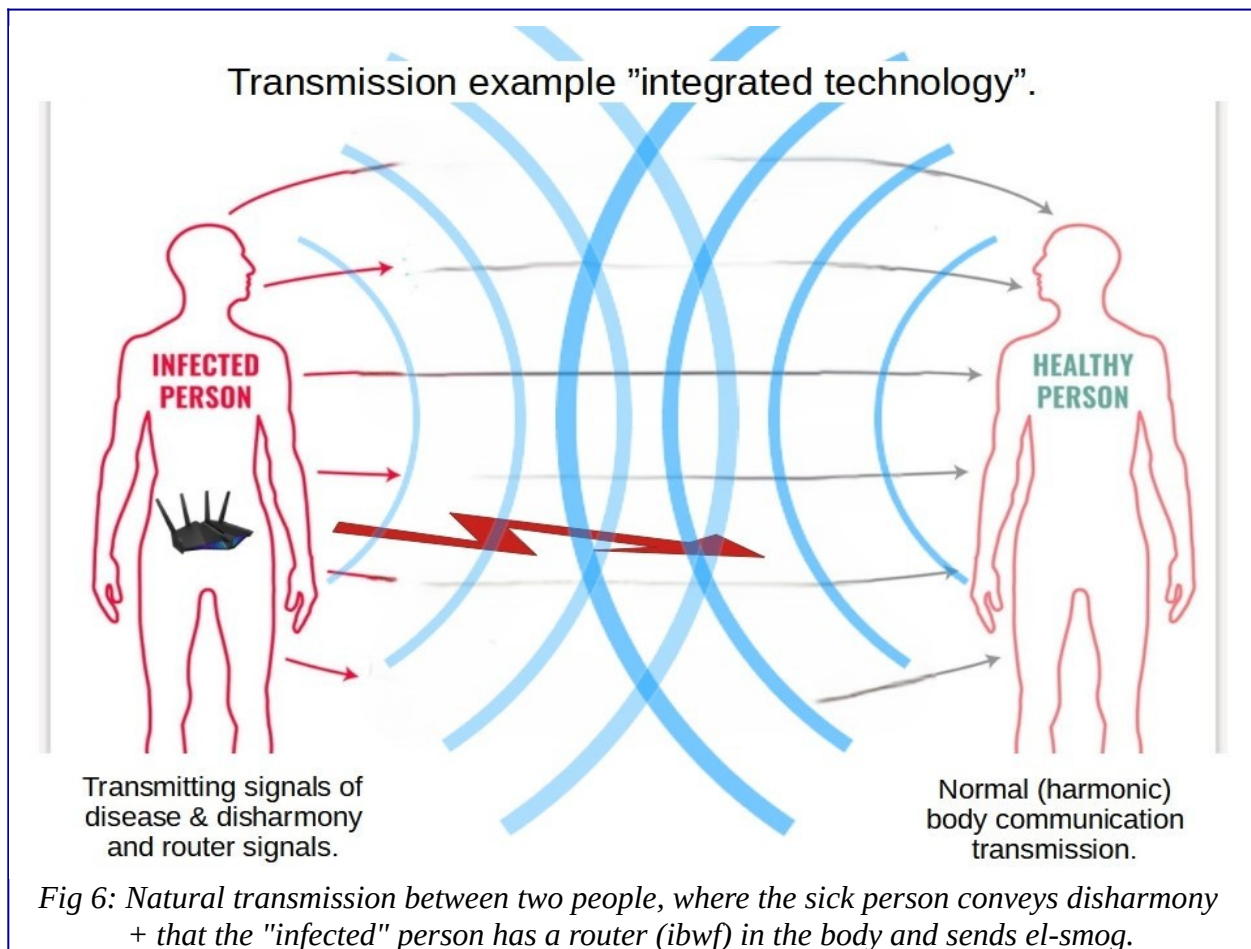 Transmission example ”integrated technology”.
INFECTED
PERSON
HEALTHY
PERSON
Transmitting signals of
disease & disharmony
and router signals.
Normal (harmonic)
body communication
transmission.
Fig 6: Natural transmission between two people, where the sick person conveys disharmony
+ that the "infected" person has a router (ibwf) in the body and sends el-smog.